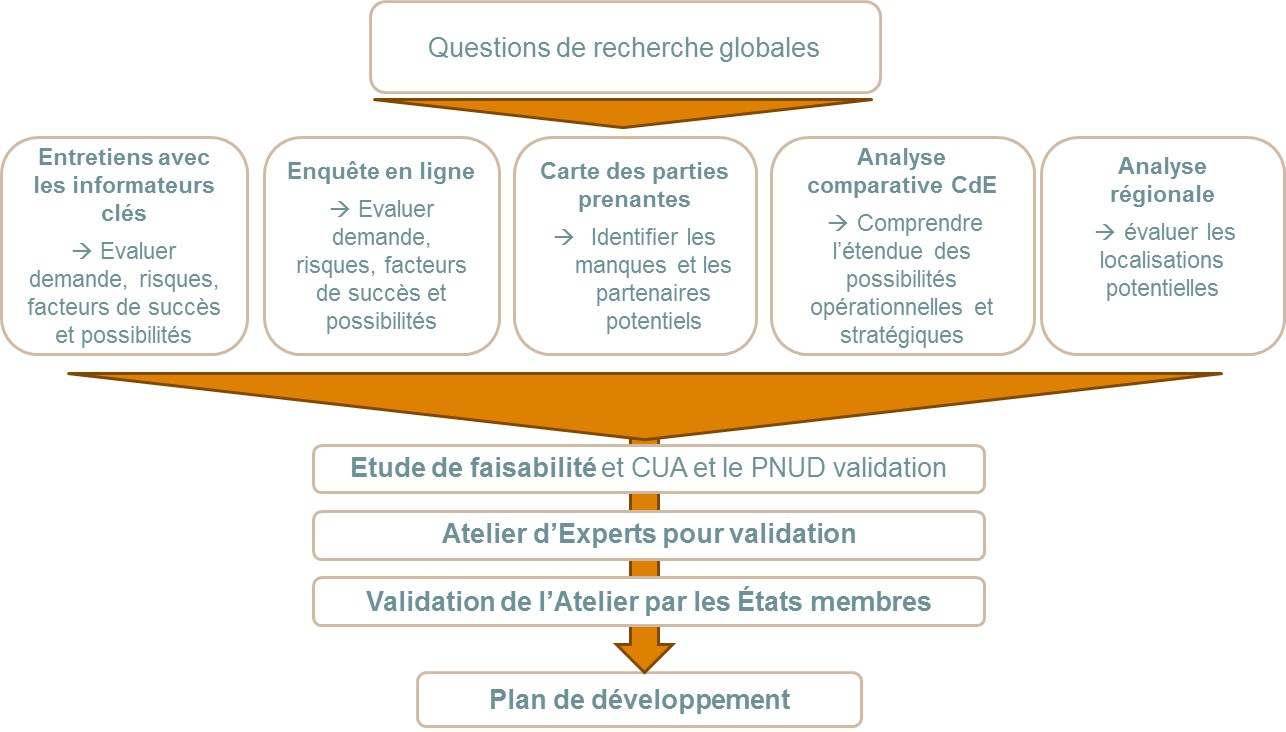 Questions de recherche globales
Entretiens avec
les informateurs
clés
→ Evaluer
demande, risques,
facteurs de succès
et possibilités
Enquête en ligne
→ Evaluer
demande,
risques, facteurs
de succès et
possibilités
Carte des parties
prenantes
→ Identifier les
manques et les
partenaires
potentiels
Analyse
comparative CdE
→ Comprendre
l’étendue des
possibilités
opérationnelles et
stratégiques
Analyse
régionale
→ évaluer les
localisations
potentielles
Etude de faisabilité et CUA et le PNUD validation
Atelier d’Experts pour validation
Validation de l’Atelier par les États membres
Plan de développement